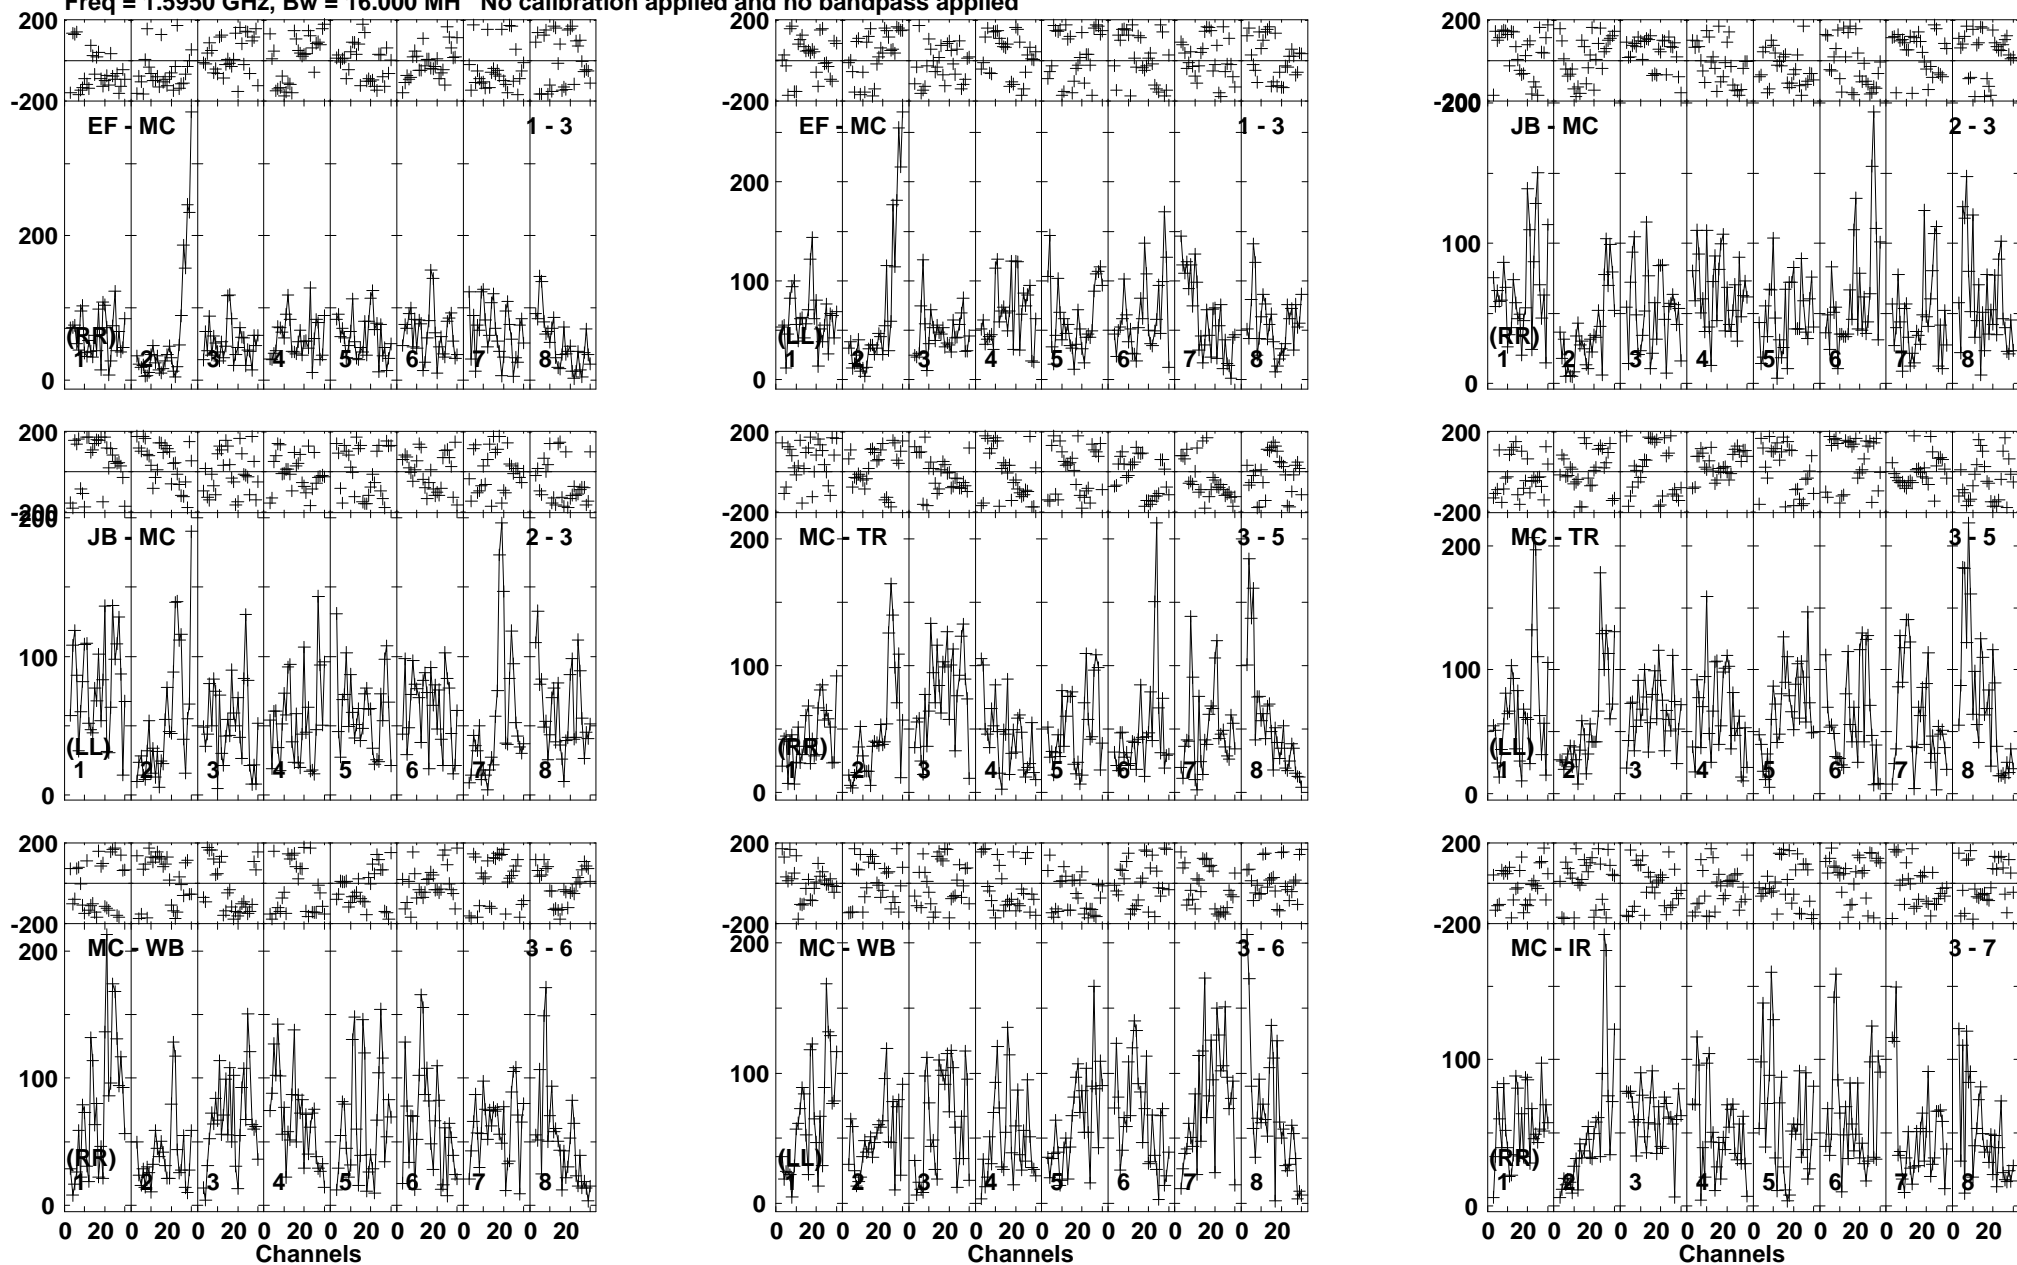 Freq = 1.5950 GHz, Bw = 16.000 MH No calibration applied and no bandpass applied
200 200 200
-200 -200 -200
EF - MC 1 - 3 EF - MC 1 - 3 JB - MC 2 - 3
200
200 200
100 100
(RR) (LL) (RR)
1 2 3 4 5 6 7 8 1 2 3 4 5 6 7 8 1 2 3 4 5 6 7 8
0 0 0
200 200 200
-200 -200 -200
200
JB - MC 2 - 3 MC - TR 3 - 5 MC - TR 3 - 5
200 200
100 100 100
(LL) (RR) (LL)
1 2 3 4 5 6 7 8 1 2 3 4 5 6 7 8 1 2 3 4 5 6 7 8
0 0 0
200 200 200
-200 -200 -200
MC - WB 3 - 6 MC - WB 3 - 6 MC - IR 3 - 7
200 200
100 100 100
(RR) (LL) (RR)
1 2 3 4 5 6 7 8 1 2 3 4 5 6 7 8 1 2 3 4 5 6 7 8
0 0 0
0 20 0 20 0 20 0 20 0 20 0 20 0 20 0 20 0 20 0 20 0 20 0 20 0 20 0 20 0 20 0 20 0 20 0 20 0 20 0 20 0 20 0 20 0 20 0 20
Channels Channels Channels